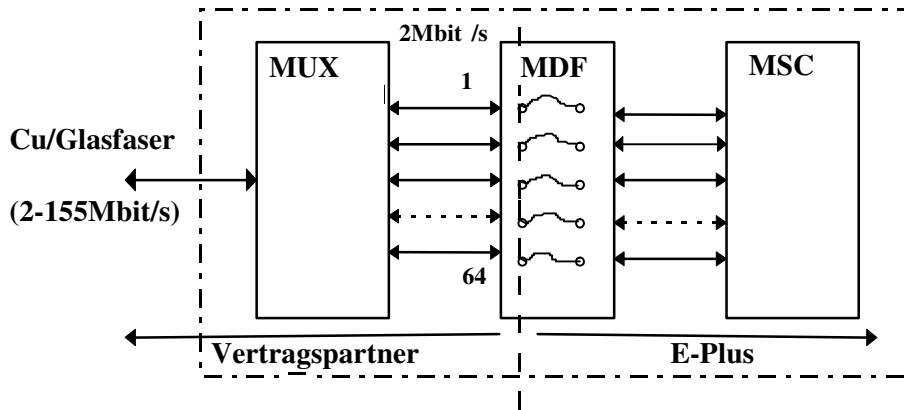 2Mbit /s
MUX
MDF
MSC
1
Cu/Glasfaser
(2-155Mbit/s)
64
Vertragspartner
E-Plus